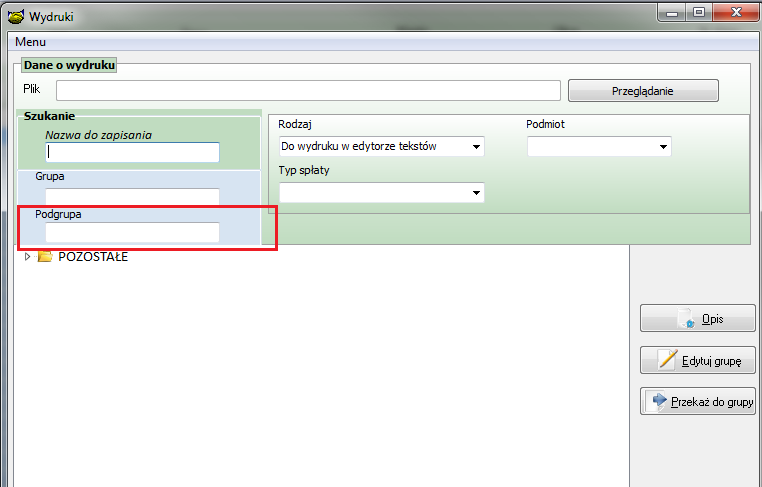 Wydruki
Menu
Dane o wydruku
Plik
Przeglądanie
Szukanie
Nazwa do zapisania
Rodzaj
Podmiot
Do wydruku w edytorze tekstów
Typ spłaty
Grupa
Podgrupa
POZOSTAŁE
Opis
Edytuj grupę
Przekaż do grupy